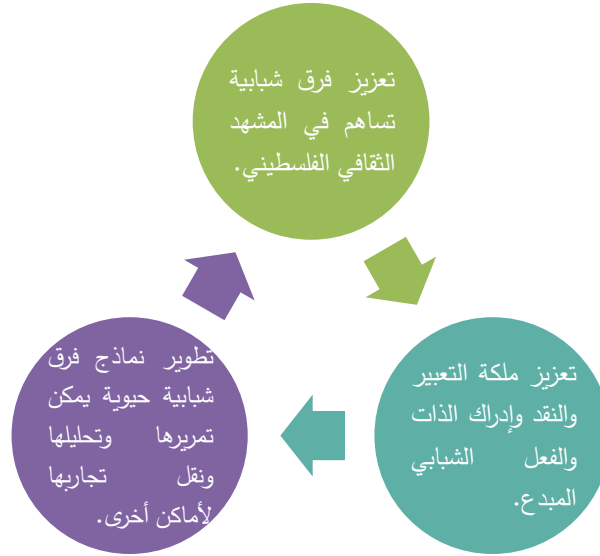 تعزيز فرق شبابية
تساهم في المشهد
الثقافي الفلسطيني.
تعزيز ملكة التعبير
والنقد وإدراك الذات
والفعل الشبابي
المبدع.
تطوير نماذج فرق
شبابية حيوية يمكن
تمريرها وتحليلها
ونقل تجاربها
لأماكن أخرى.